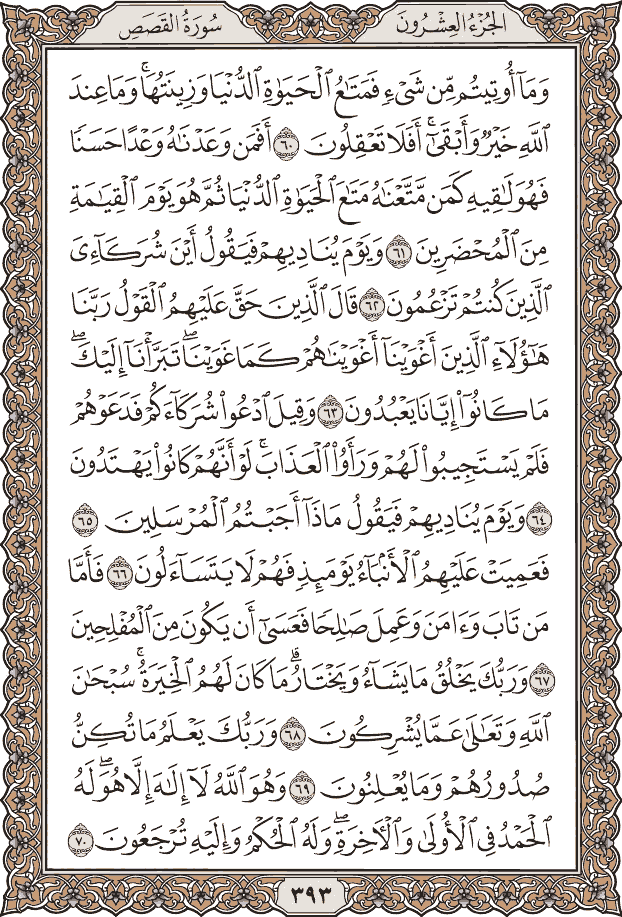 الجُزْءُ العِشْرُونَ
سُورَةُ القَصَصِ
وَمَآ أُوتِيتُم مِّن شَىْءٍ فَمَتَٰعُ ٱلْحَيَوٰةِ ٱلدُّنْيَا وَزِينَتُهَا ۚ وَمَا عِندَ
ٱللَّهِ خَيْرٌ وَأَبْقَىٰٓ ۚ أَفَلَا تَعْقِلُونَ ٦٠ أَفَمَن وَعَدْنَٰهُ وَعْدًا حَسَنًا
فَهُوَ لَٰقِيهِ كَمَن مَّتَّعْنَٰهُ مَتَٰعَ ٱلْحَيَوٰةِ ٱلدُّنْيَا ثُمَّ هُوَ يَوْمَ ٱلْقِيَٰمَةِ
مِنَ ٱلْمُحْضَرِينَ ٦١ وَيَوْمَ يُنَادِيهِمْ فَيَقُولُ أَيْنَ شُرَكَآءِىَ
ٱلَّذِينَ كُنتُمْ تَزْعُمُونَ ٦٢ قَالَ ٱلَّذِينَ حَقَّ عَلَيْهِمُ ٱلْقَوْلُ رَبَّنَا
هَٰٓؤُلَآءِ ٱلَّذِينَ أَغْوَيْنَآ أَغْوَيْنَٰهُمْ كَمَا غَوَيْنَا ۖ تَبَرَّأْنَآ إِلَيْكَ ۖ
مَا كَانُوٓا۟ إِيَّانَا يَعْبُدُونَ ٦٣ وَقِيلَ ٱدْعُوا۟ شُرَكَآءَكُمْ فَدَعَوْهُمْ
فَلَمْ يَسْتَجِيبُوا۟ لَهُمْ وَرَأَوُا۟ ٱلْعَذَابَ ۚ لَوْ أَنَّهُمْ كَانُوا۟ يَهْتَدُونَ
٦٤ وَيَوْمَ يُنَادِيهِمْ فَيَقُولُ مَاذَآ أَجَبْتُمُ ٱلْمُرْسَلِينَ ٦٥
فَعَمِيَتْ عَلَيْهِمُ ٱلْأَنۢبَآءُ يَوْمَئِذٍ فَهُمْ لَا يَتَسَآءَلُونَ ٦٦ فَأَمَّا
مَن تَابَ وَءَامَنَ وَعَمِلَ صَٰلِحًا فَعَسَىٰٓ أَن يَكُونَ مِنَ ٱلْمُفْلِحِينَ
٦٧ وَرَبُّكَ يَخْلُقُ مَا يَشَآءُ وَيَخْتَارُ ۗ مَا كَانَ لَهُمُ ٱلْخِيَرَةُ ۚ سُبْحَٰنَ
ٱللَّهِ وَتَعَٰلَىٰ عَمَّا يُشْرِكُونَ ٦٨ وَرَبُّكَ يَعْلَمُ مَا تُكِنُّ
صُدُورُهُمْ وَمَا يُعْلِنُونَ ٦٩ وَهُوَ ٱللَّهُ لَآ إِلَٰهَ إِلَّا هُوَ ۖ لَهُ
ٱلْحَمْدُ فِى ٱلْأُولَىٰ وَٱلْءَاخِرَةِ ۖ وَلَهُ ٱلْحُكْمُ وَإِلَيْهِ تُرْجَعُونَ ٧٠
٣٩٣